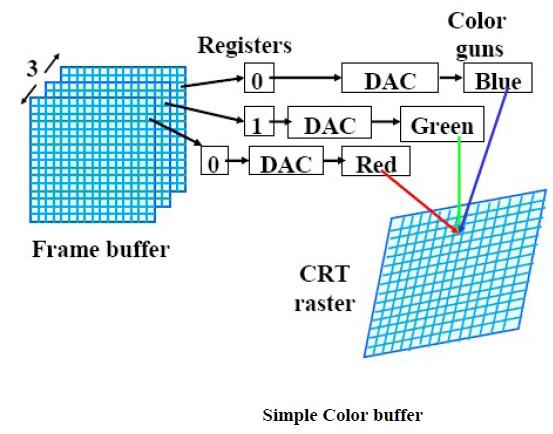 Color
guns
Registers
3
0 DAC Blue
1 DAC Green
0 DAC Red
Frame buffer
CRT
raster
Simple Color buffer